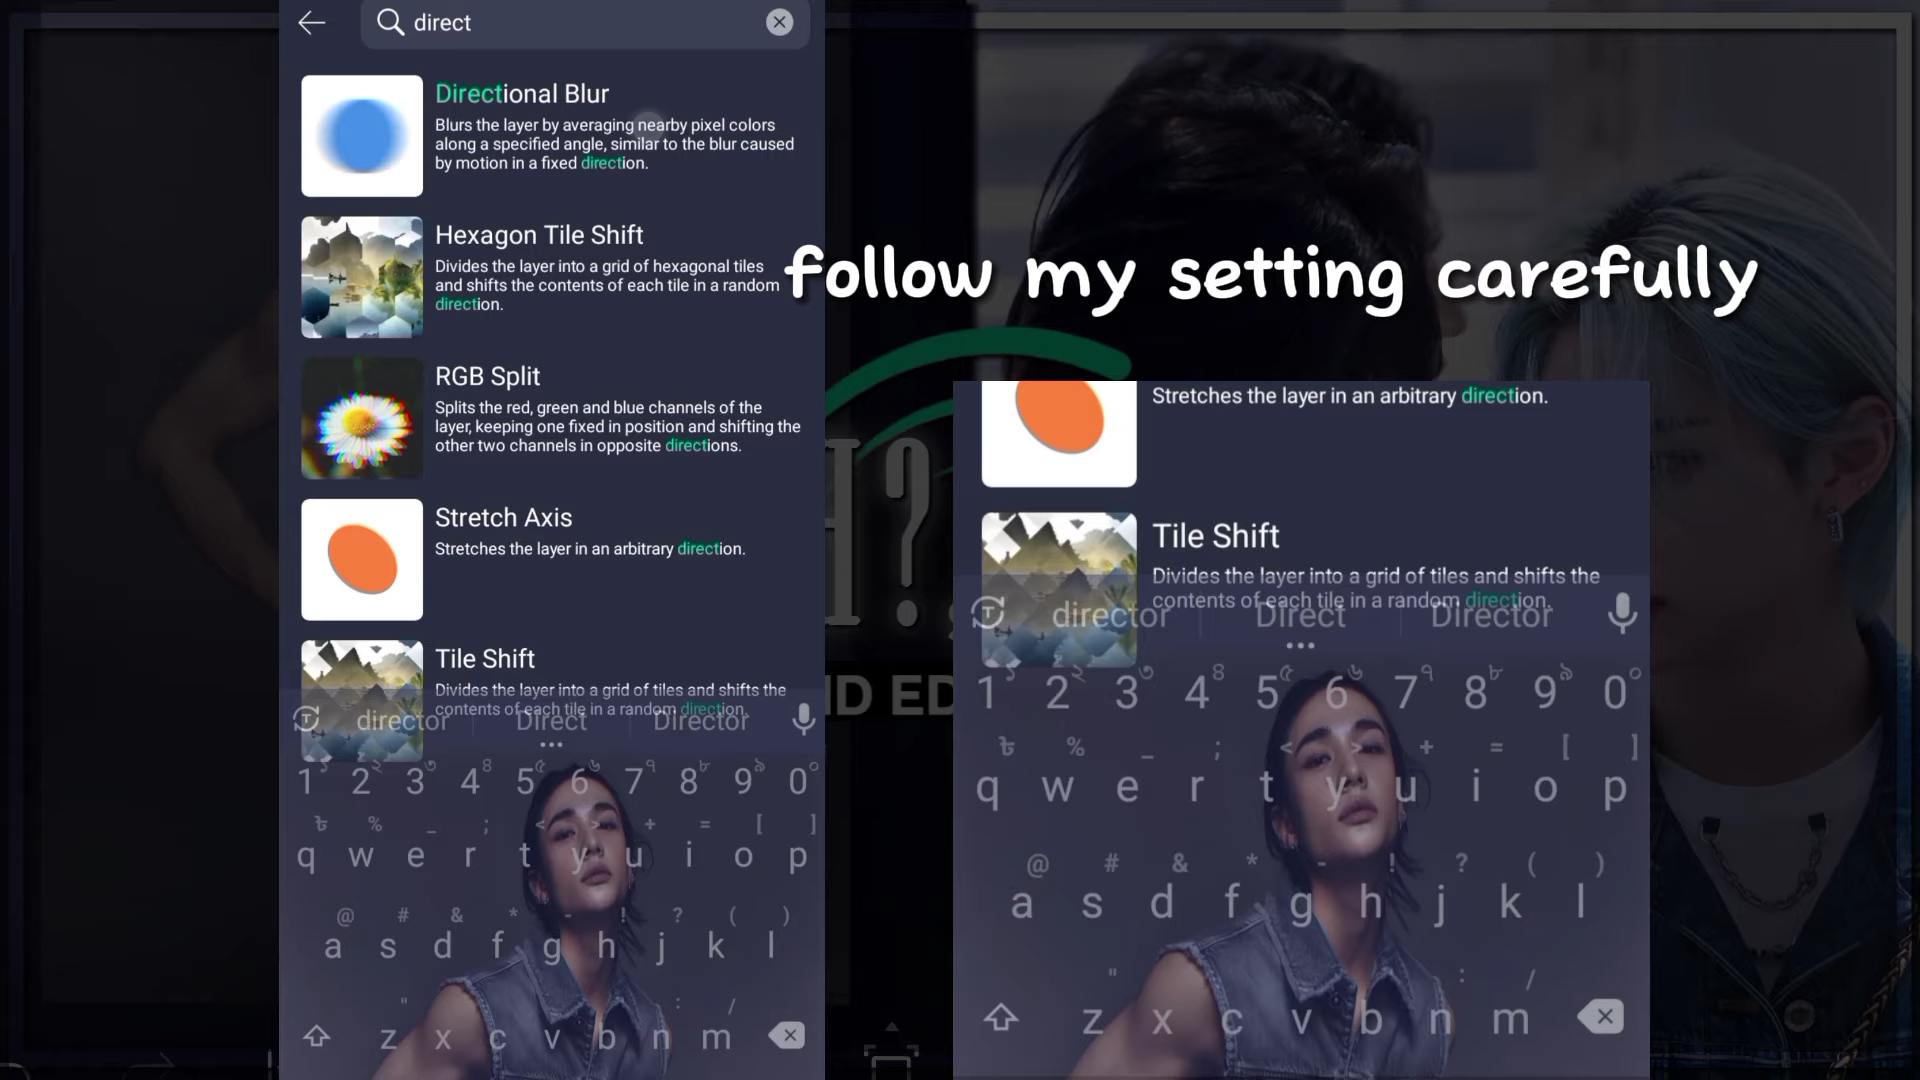 direct
Directional Blur
Blurs the layer by averaging nearby pixel colors
along a specified angle, similar to the blur caused
by motion in a fixed direction.
Hexagon Tile Shift
Divides the layer into a grid of hexagonal tiles
and shifts the contents of each tile in a random
direction.
RGB Split
Splits the red, green and blue channels of the
layer, keeping one fixed in position and shifting the
other two channels in opposite directions.
Stretch Axis
Stretches the layer in an arbitrary direction.
Tile Shift
Divides the layer into a grid of tiles and shifts the
contents of each tile in a random direction.
director Direct Director
1 2 3 4 5 6 7 8 9 0
৳ % _ ; < > + = [ ]
q w e r t y u i o p
@ # & * - ! ? ( )
a s d f g h j k l
" : /
z x c v b n m
follow my setting carefully
H?
ND ED
Stretches the layer in an arbitrary direction.
Tile Shift
Divides the layer into a grid of tiles and shifts the
contents of each tile in a random direction.
director Direct Director
1 2 3 4 5 6 7 8 9 0
৳ % _ ; < > + = [ ]
q w e r t y u i o p
@ # & * - ! ? ( )
a s d f g h j k l
" : /
z x c v b n m